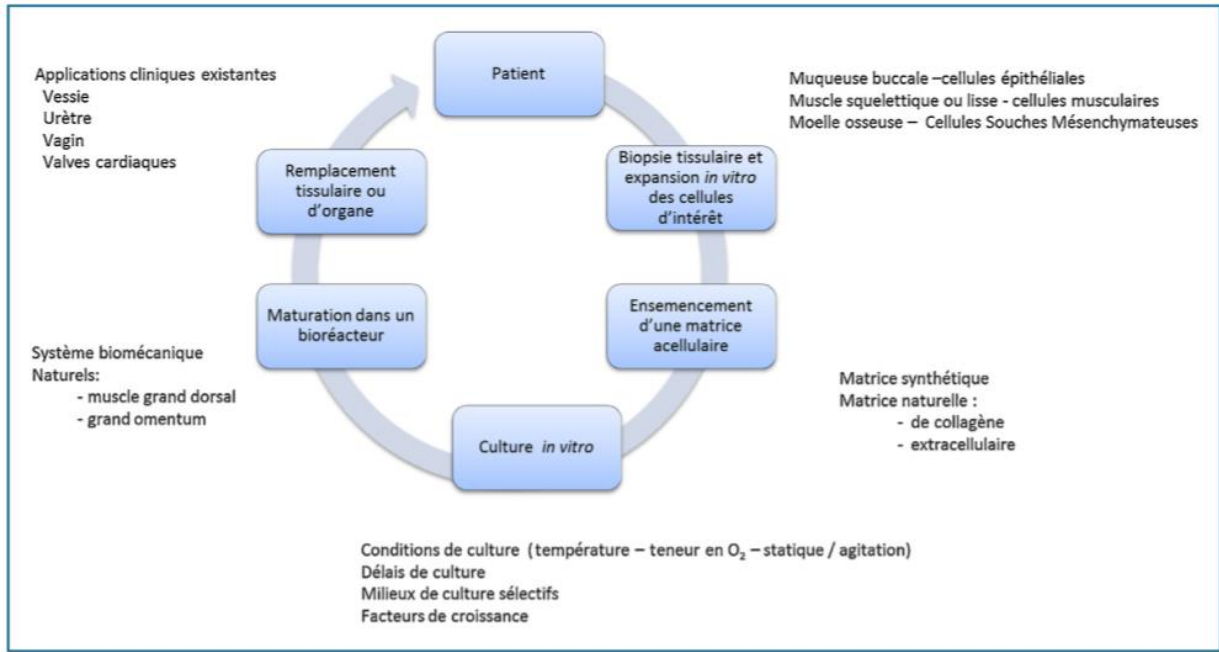 Patient
Applications cliniques existantes
Vessie
Urètre
Vagin
Valves cardiaques
Muqueuse buccale –cellules épithéliales
Muscle squelettique ou lisse - cellules musculaires
Moelle osseuse – Cellules Souches Mésenchymateuses
Remplacement
tissulaire ou
d'organe
Biopsie tissulaire et
expansion in vitro
des cellules
d'intérêt
Maturation dans un
bioréacteur
Ensemencement
d'une matrice
acellulaire
Système biomécanique
Naturels:
- muscle grand dorsal
- grand omentum
Matrice synthétique
Matrice naturelle :
- de collagène
- extracellulaire
Culture in vitro
Conditions de culture (température – teneur en O₂ – statique / agitation)
Délais de culture
Milieux de culture sélectifs
Facteurs de croissance